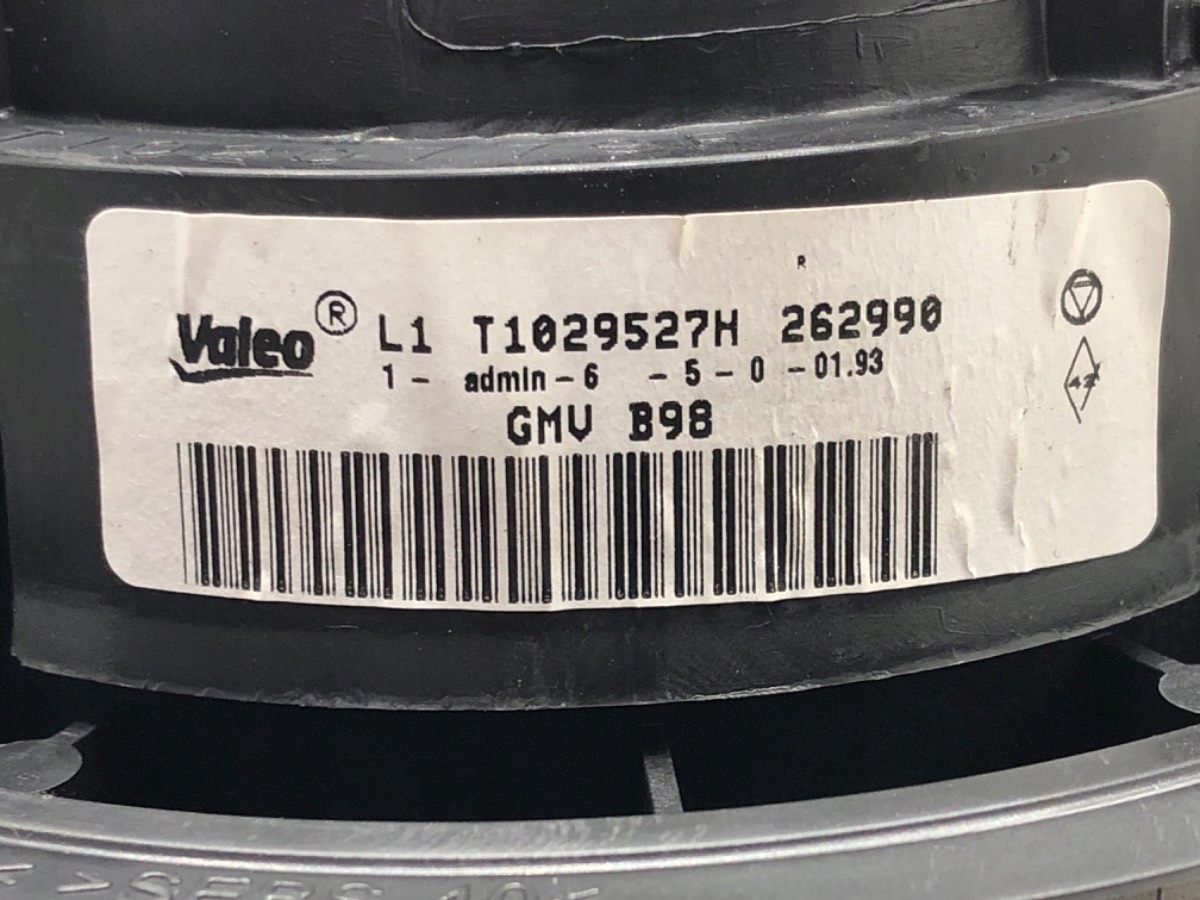 R
Valeo® L1 T1029527H 262990
1 - admin - 6 - 5 - 0 - 01.93
GMV B98